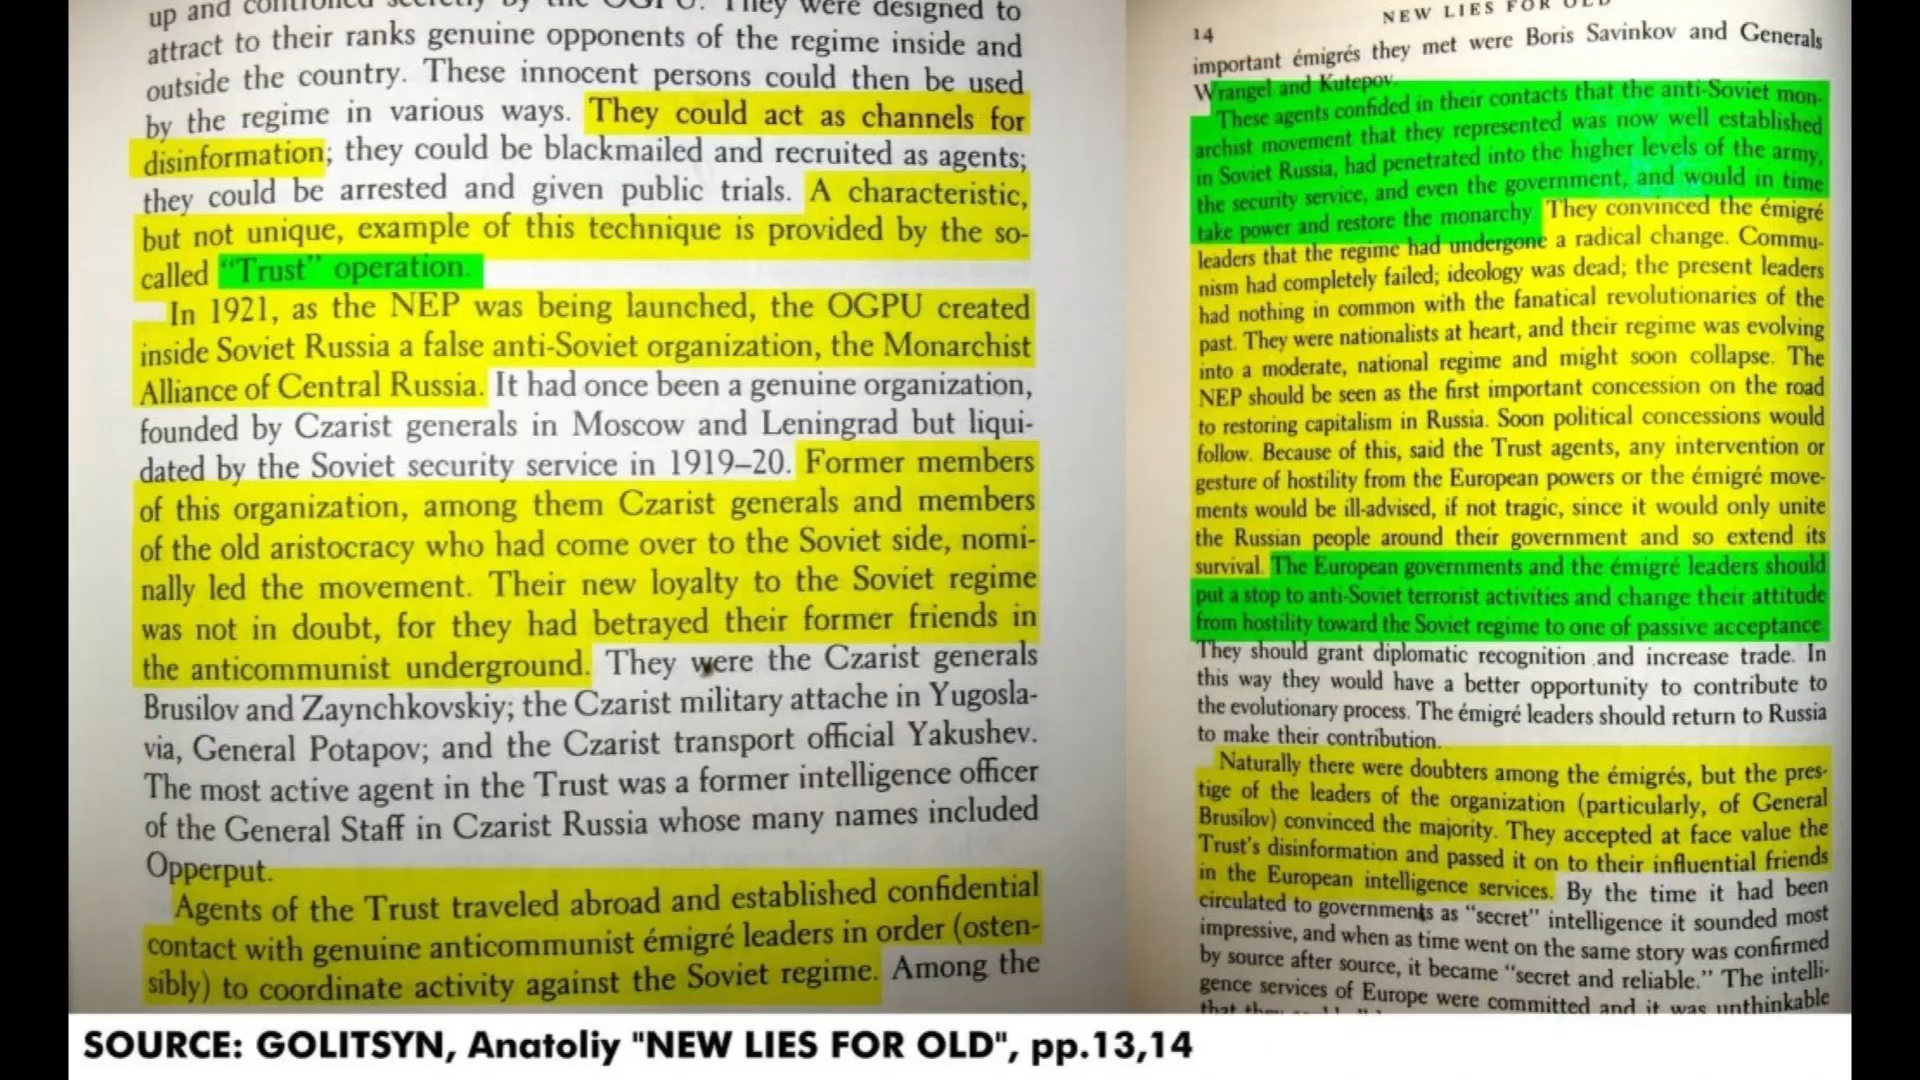 up and controlled secretly by the OGPU. They were designed to
attract to their ranks genuine opponents of the regime inside and
outside the country. These innocent persons could then be used
by the regime in various ways. They could act as channels for
disinformation; they could be blackmailed and recruited as agents;
they could be arrested and given public trials. A characteristic,
but not unique, example of this technique is provided by the so-
called "Trust" operation.
In 1921, as the NEP was being launched, the OGPU created
inside Soviet Russia a false anti-Soviet organization, the Monarchist
Alliance of Central Russia. It had once been a genuine organization,
founded by Czarist generals in Moscow and Leningrad but liqui-
dated by the Soviet security service in 1919–20. Former members
of this organization, among them Czarist generals and members
of the old aristocracy who had come over to the Soviet side, nomi-
nally led the movement. Their new loyalty to the Soviet regime
was not in doubt, for they had betrayed their former friends in
the anticommunist underground. They were the Czarist generals
Brusilov and Zaynchkovskiy; the Czarist military attache in Yugosla-
via, General Potapov; and the Czarist transport official Yakushev.
The most active agent in the Trust was a former intelligence officer
of the General Staff in Czarist Russia whose many names included
Opperput.
Agents of the Trust traveled abroad and established confidential
contact with genuine anticommunist émigré leaders in order (osten-
sibly) to coordinate activity against the Soviet regime. Among the
14
NEW LIES FOR OLD
important émigrés they met were Boris Savinkov and Generals
Wrangel and Kutepov.
These agents confided in their contacts that the anti-Soviet mon-
archist movement that they represented was now well established
in Soviet Russia, had penetrated into the higher levels of the army,
the security service, and even the government, and would in time
take power and restore the monarchy. They convinced the émigré
leaders that the regime had undergone a radical change. Commu-
nism had completely failed; ideology was dead; the present leaders
had nothing in common with the fanatical revolutionaries of the
past. They were nationalists at heart, and their regime was evolving
into a moderate, national regime and might soon collapse. The
NEP should be seen as the first important concession on the road
to restoring capitalism in Russia. Soon political concessions would
follow. Because of this, said the Trust agents, any intervention or
gesture of hostility from the European powers or the émigré move-
ments would be ill-advised, if not tragic, since it would only unite
the Russian people around their government and so extend its
survival. The European governments and the émigré leaders should
put a stop to anti-Soviet terrorist activities and change their attitude
from hostility toward the Soviet regime to one of passive acceptance.
They should grant diplomatic recognition and increase trade. In
this way they would have a better opportunity to contribute to
the evolutionary process. The émigré leaders should return to Russia
to make their contribution.
Naturally there were doubters among the émigrés, but the pres-
tige of the leaders of the organization (particularly, of General
Brusilov) convinced the majority. They accepted at face value the
Trust's disinformation and passed it on to their influential friends
in the European intelligence services. By the time it had been
circulated to governments as "secret" intelligence it sounded most
impressive, and when as time went on the same story was confirmed
by source after source, it became "secret and reliable." The intelli-
gence services of Europe were committed and it was unthinkable
that
SOURCE: GOLITSYN, Anatoliy "NEW LIES FOR OLD", pp.13,14